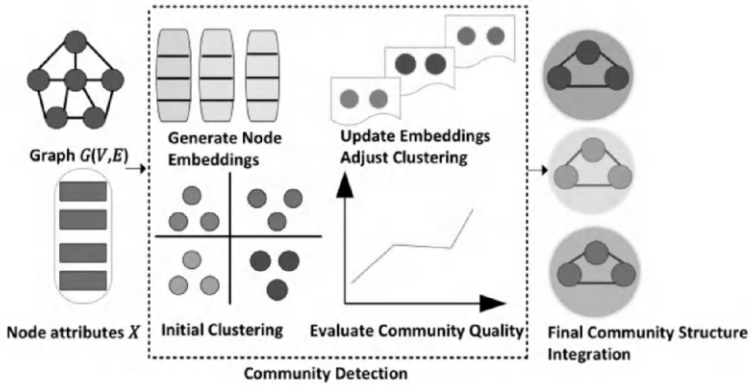 Graph G(V,E)
Node attributes X
Generate Node
Embeddings
Update Embeddings
Adjust Clustering
Initial Clustering
Evaluate Community Quality
Community Detection
Final Community Structure
Integration